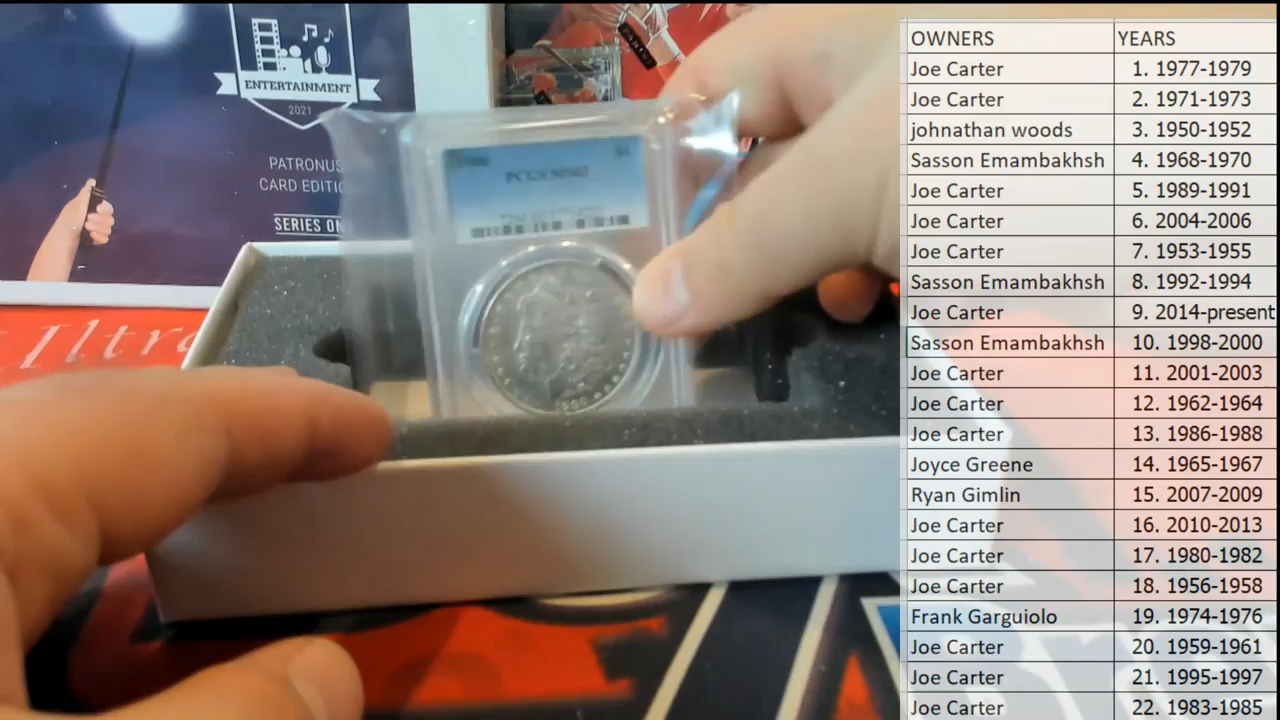 ENTERTAINMENT
2021
PATRONUS
CARD EDITIO
SERIES ON
OWNERS YEARS
Joe Carter 1. 1977-1979
Joe Carter 2. 1971-1973
johnathan woods 3. 1950-1952
Sasson Emambakhsh 4. 1968-1970
Joe Carter 5. 1989-1991
Joe Carter 6. 2004-2006
Joe Carter 7. 1953-1955
Sasson Emambakhsh 8. 1992-1994
Joe Carter 9. 2014-present
Sasson Emambakhsh 10. 1998-2000
Joe Carter 11. 2001-2003
Joe Carter 12. 1962-1964
Joe Carter 13. 1986-1988
Joyce Greene 14. 1965-1967
Ryan Gimlin 15. 2007-2009
Joe Carter 16. 2010-2013
Joe Carter 17. 1980-1982
Joe Carter 18. 1956-1958
Frank Garguiolo 19. 1974-1976
Joe Carter 20. 1959-1961
Joe Carter 21. 1995-1997
Joe Carter 22. 1983-1985